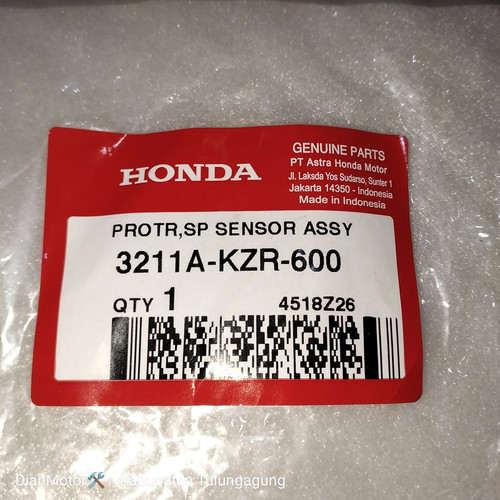 HONDA
GENUINE PARTS
PT Astra Honda Motor
Jl. Laksda Yos Sudarso, Sunter 1
Jakarta 14350 - Indonesia
Made in Indonesia
PROTR,SP SENSOR ASSY
3211A-KZR-600
QTY 1 4518Z26
DianMotor🛠️ Tulungagung